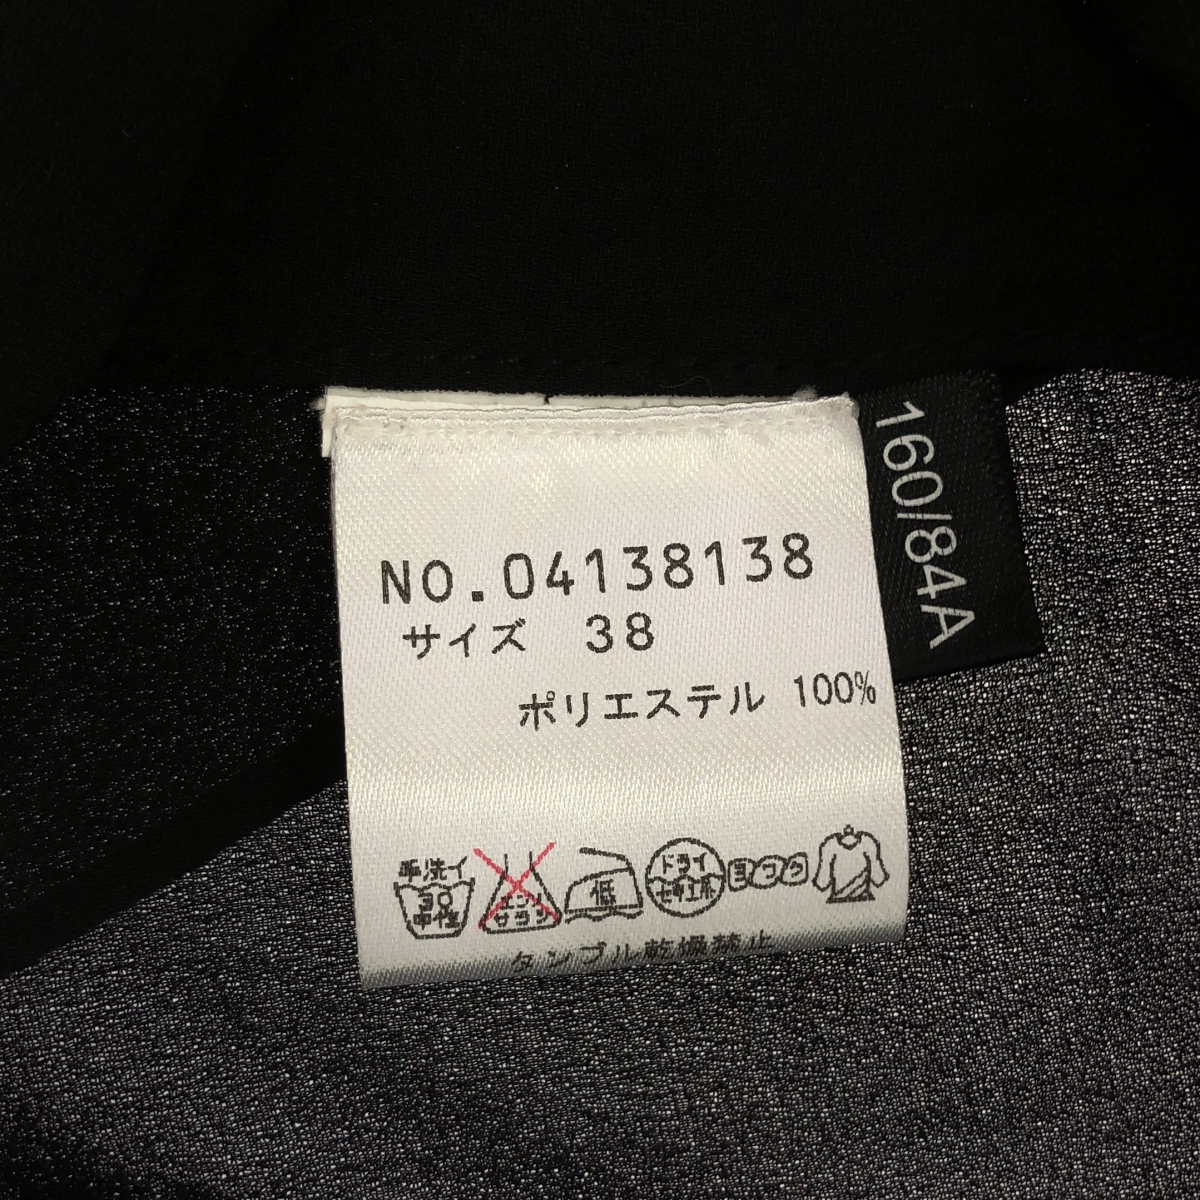 NO.04138138
サイズ 38
ポリエステル 100%
手洗イ
30
中性
エンソ
サラシ
低
ドライ
セキユ系
ヨワク
タンブル乾燥禁止
160/84A